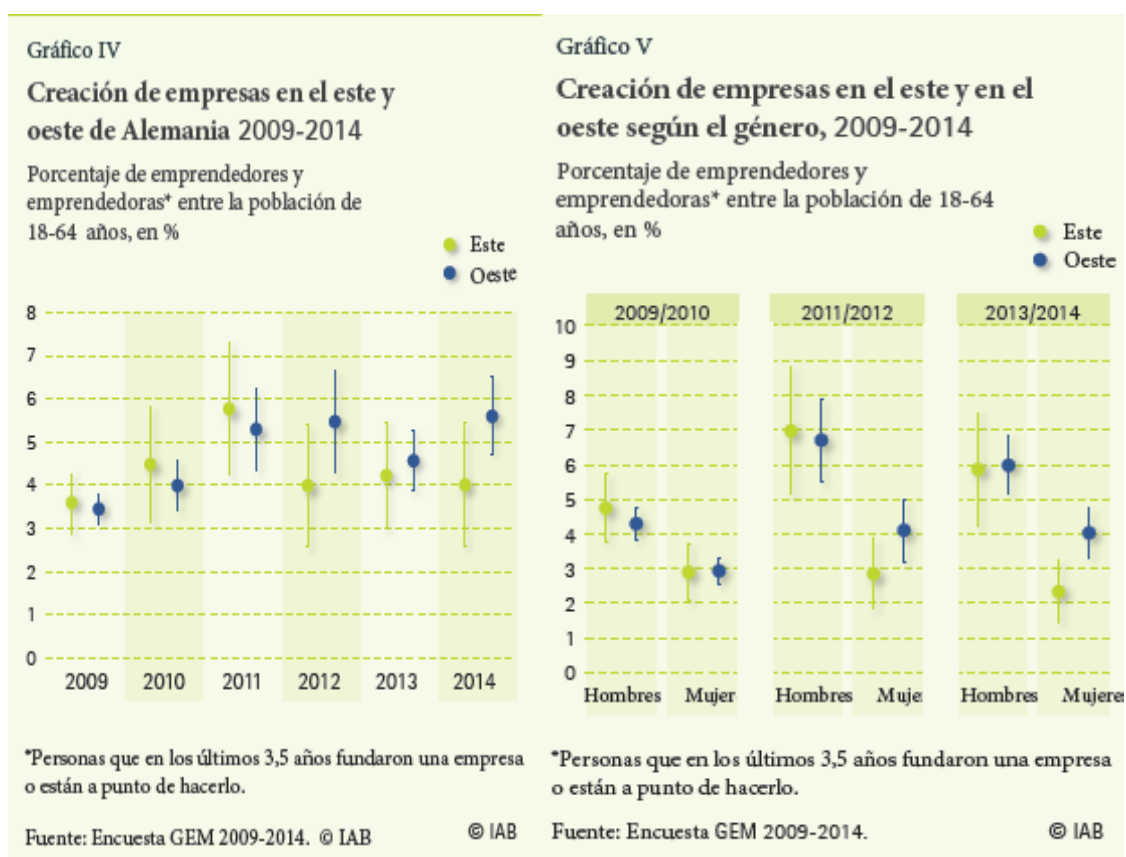 Gráfico IV
Creación de empresas en el este y
oeste de Alemania 2009-2014
Porcentaje de emprendedores y
emprendedoras* entre la población de
18-64 años, en %
Este
Oeste
8
7
6
5
4
3
2
1
0
2009 2010 2011 2012 2013 2014
*Personas que en los últimos 3,5 años fundaron una empresa
o están a punto de hacerlo.
Fuente: Encuesta GEM 2009-2014. © IAB © IAB
Gráfico V
Creación de empresas en el este y en el
oeste según el género, 2009-2014
Porcentaje de emprendedores y
emprendedoras* entre la población de 18-64
años, en %
Este
Oeste
2009/2010 2011/2012 2013/2014
10
9
8
7
6
5
4
3
2
1
0
Hombres Mujer Hombres Muje Hombres Mujere
*Personas que en los últimos 3,5 años fundaron una empresa
o están a punto de hacerlo.
Fuente: Encuesta GEM 2009-2014. © IAB